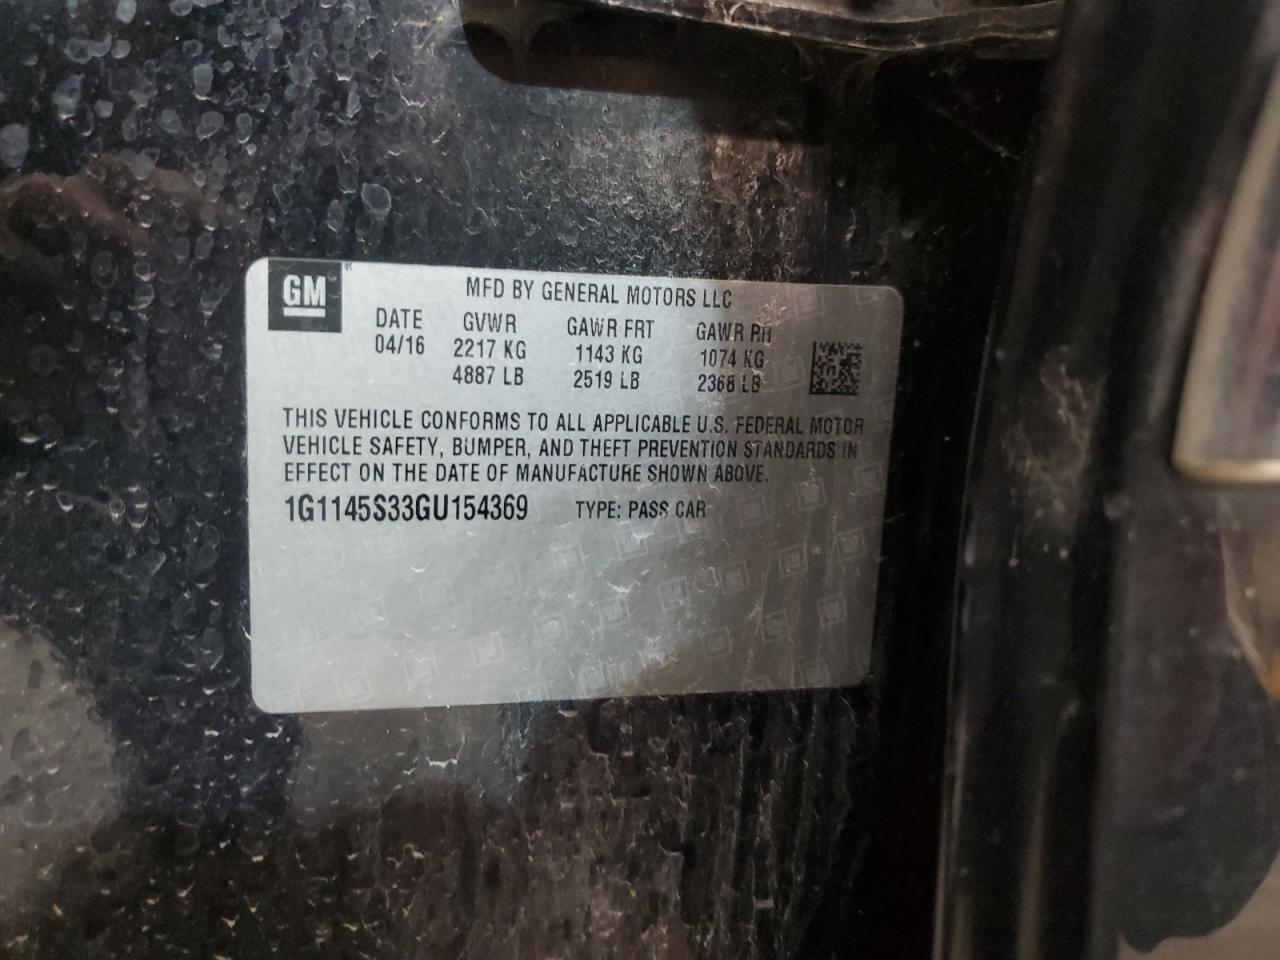 GM
MFD BY GENERAL MOTORS LLC
DATE GVWR GAWR FRT GAWR RR
04/16 2217 KG 1143 KG 1074 KG
4887 LB 2519 LB 2368 LB
THIS VEHICLE CONFORMS TO ALL APPLICABLE U.S. FEDERAL MOTOR
VEHICLE SAFETY, BUMPER, AND THEFT PREVENTION STANDARDS IN
EFFECT ON THE DATE OF MANUFACTURE SHOWN ABOVE.
1G1145S33GU154369 TYPE: PASS CAR